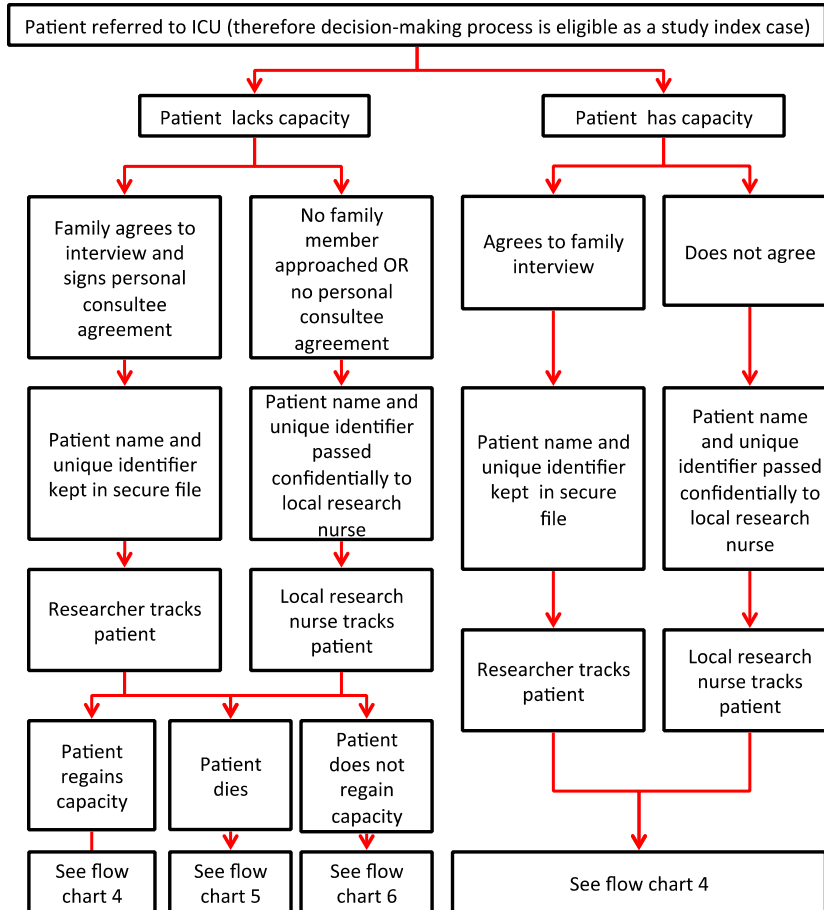 Patient referred to ICU (therefore decision-making process is eligible as a study index case)
Patient lacks capacity
Patient has capacity
Family agrees to
interview and
signs personal
consultee
agreement
No family
member
approached OR
no personal
consultee
agreement
Agrees to family
interview
Does not agree
Patient name and
unique identifier
kept in secure file
Patient name and
unique identifier
passed
confidentially to
local research
nurse
Patient name and
unique identifier
kept in secure
file
Patient name
and unique
identifier passed
confidentially to
local research
nurse
Researcher tracks
patient
Local research
nurse tracks
patient
Researcher tracks
patient
Local research
nurse tracks
patient
Patient
regains
capacity
Patient
dies
Patient
does not
regain
capacity
See flow
chart 4
See flow
chart 5
See flow
chart 6
See flow chart 4